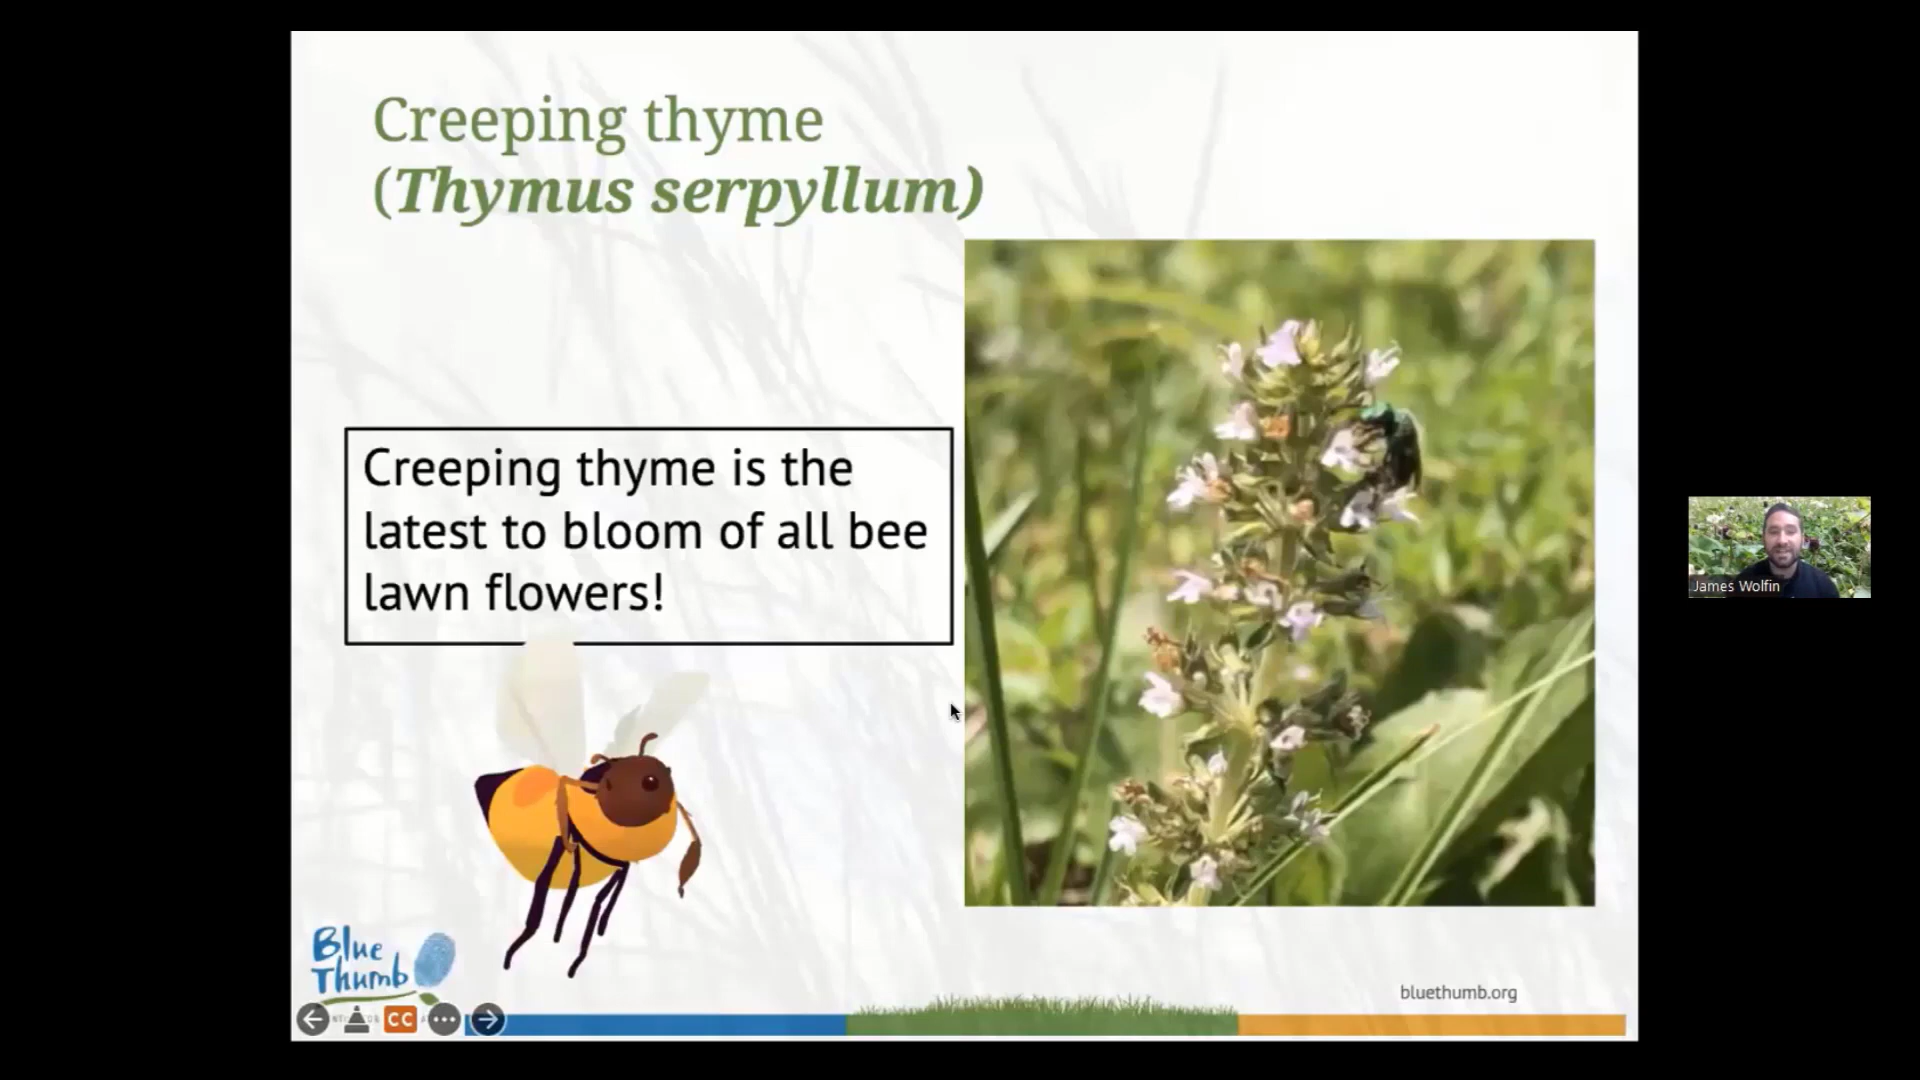 Creeping thyme
(Thymus serpyllum)
Creeping thyme is the
latest to bloom of all bee
lawn flowers!
James Wolfin
Blue
Thumb
bluethumb.org
CC